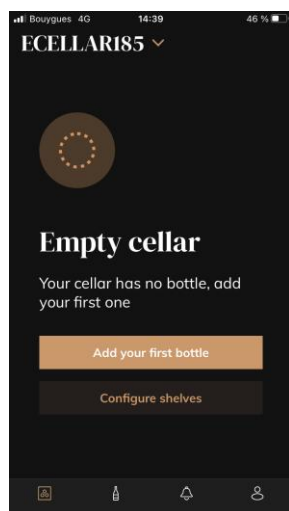 Bouygues 4G 14:39 46 %
ECELLAR185
Empty cellar
Your cellar has no bottle, add
your first one
Add your first bottle
Configure shelves